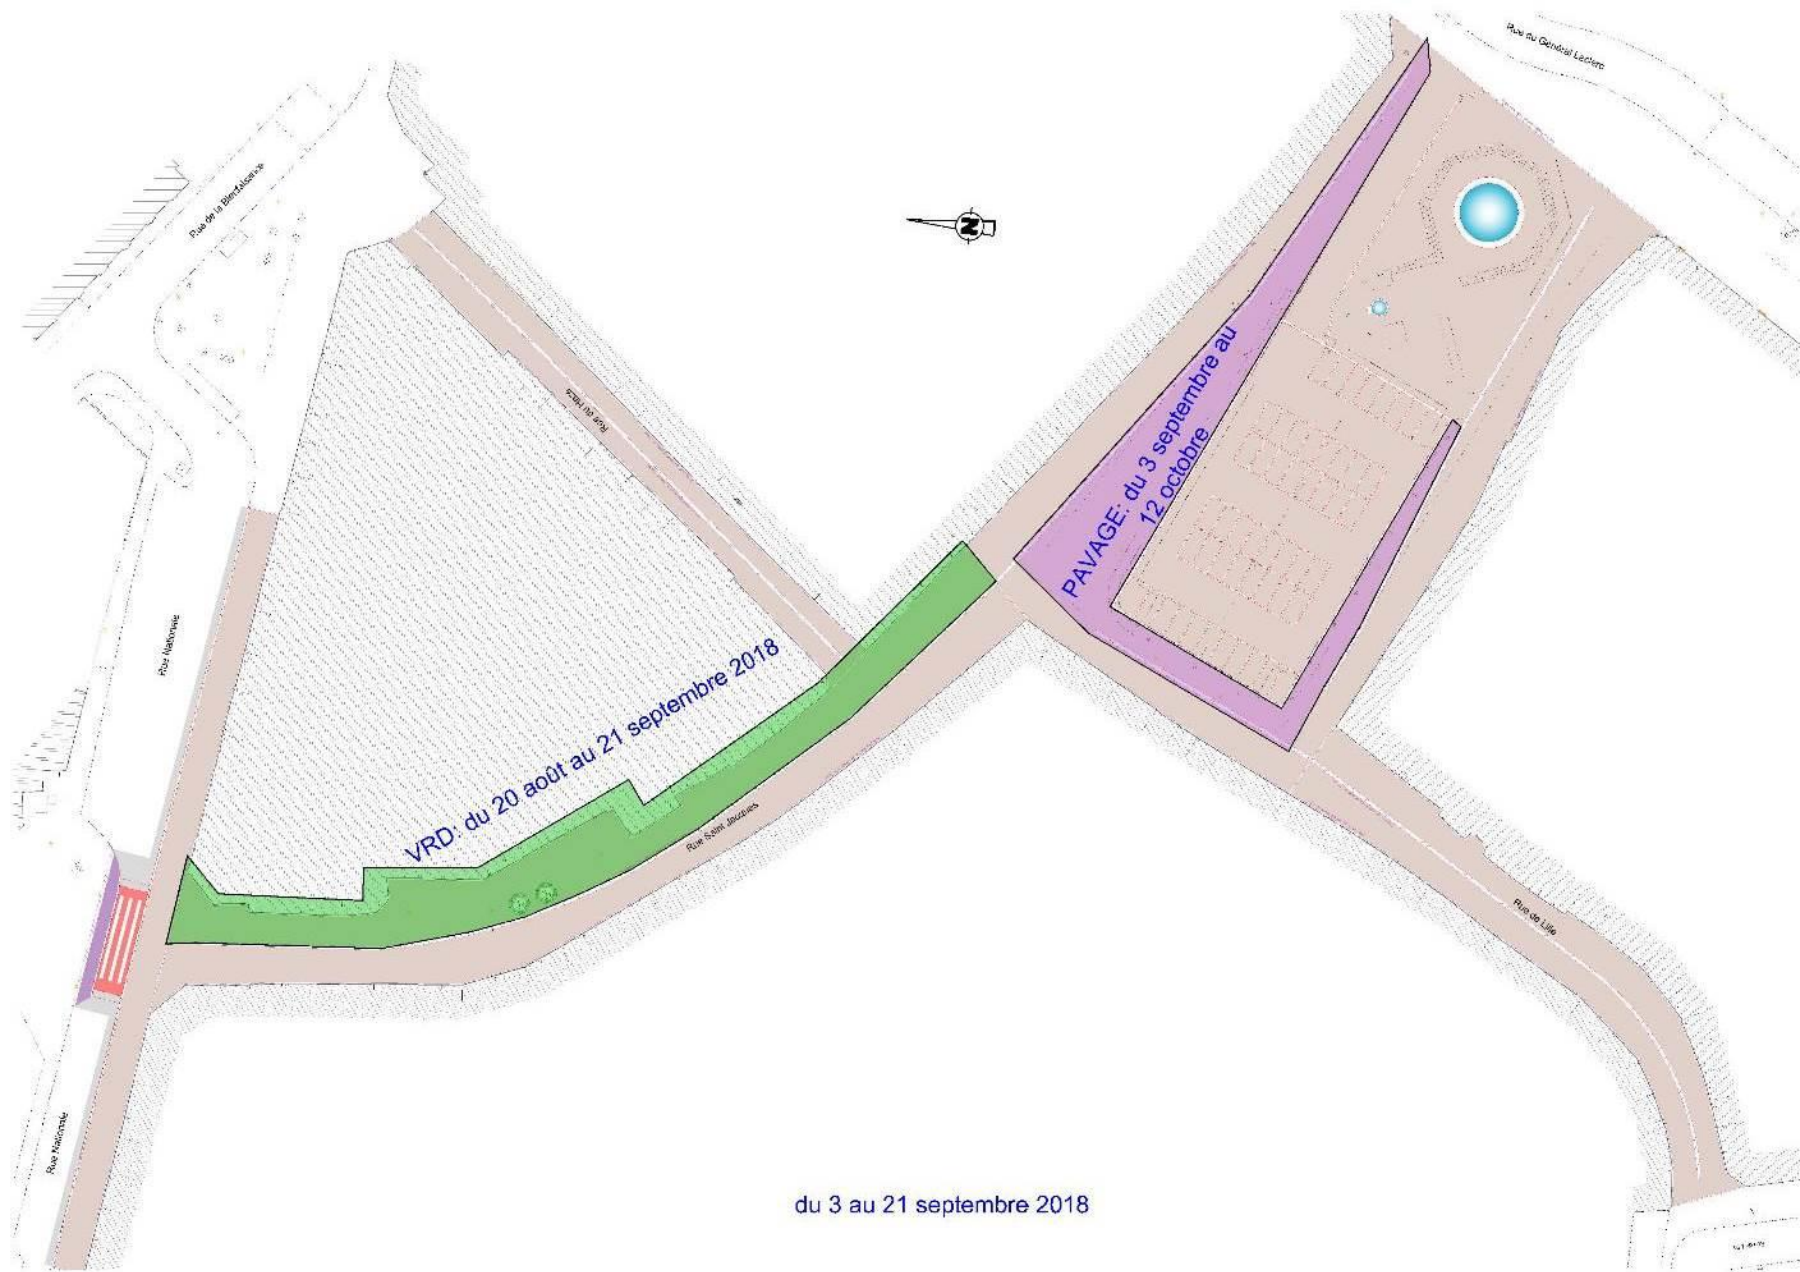 Rue du Général Leclerc
Rue de la Bienfaisance
N
Rue du Hitre
PAVAGE: du 3 septembre au
12 octobre
Rue Nationale
VRD: du 20 août au 21 septembre 2018
Rue Saint Jacques
Rue de Lille
Rue Nationale
du 3 au 21 septembre 2018